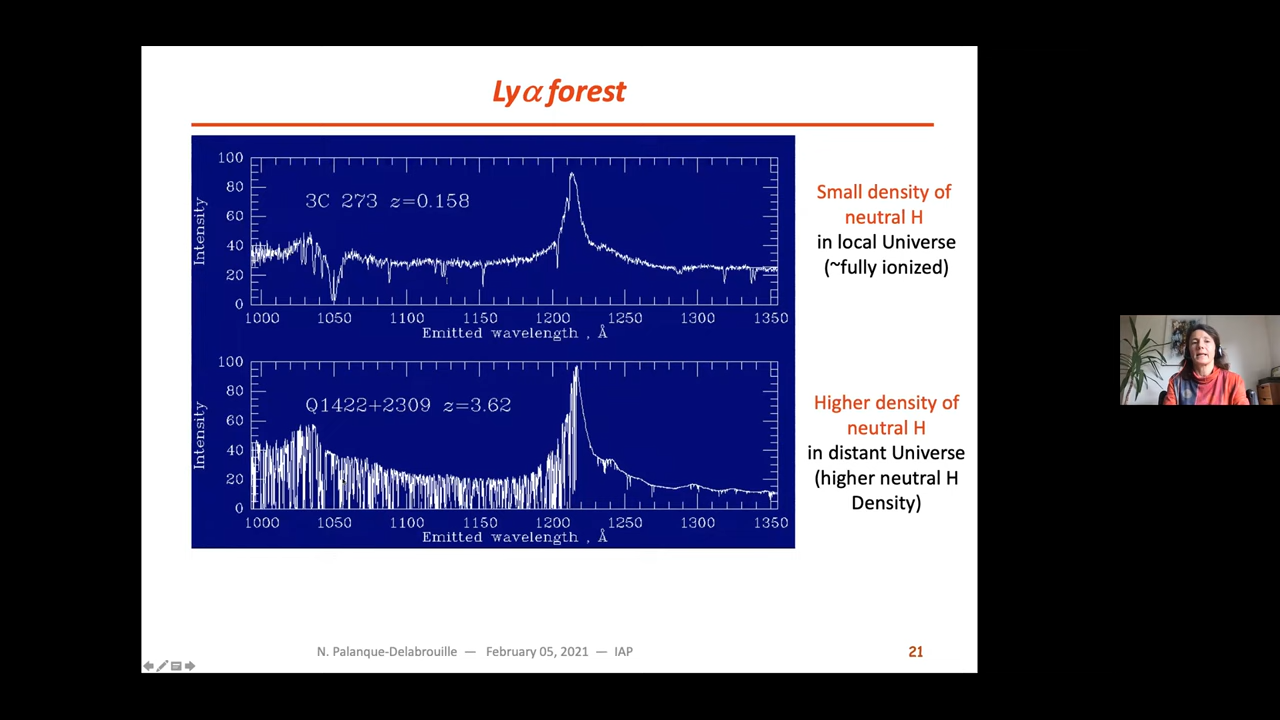 Lyα forest
100
80
60
40
20
0
Intensity
3C 273 z=0.158
1000 1050 1100 1150 1200 1250 1300 1350
Emitted wavelength , Å
Small density of
neutral H
in local Universe
(~fully ionized)
100
80
60
40
20
0
Intensity
Q1422+2309 z=3.62
1000 1050 1100 1150 1200 1250 1300 1350
Emitted wavelength , Å
Higher density of
neutral H
in distant Universe
(higher neutral H
Density)
N. Palanque-Delabrouille — February 05, 2021 — IAP
21